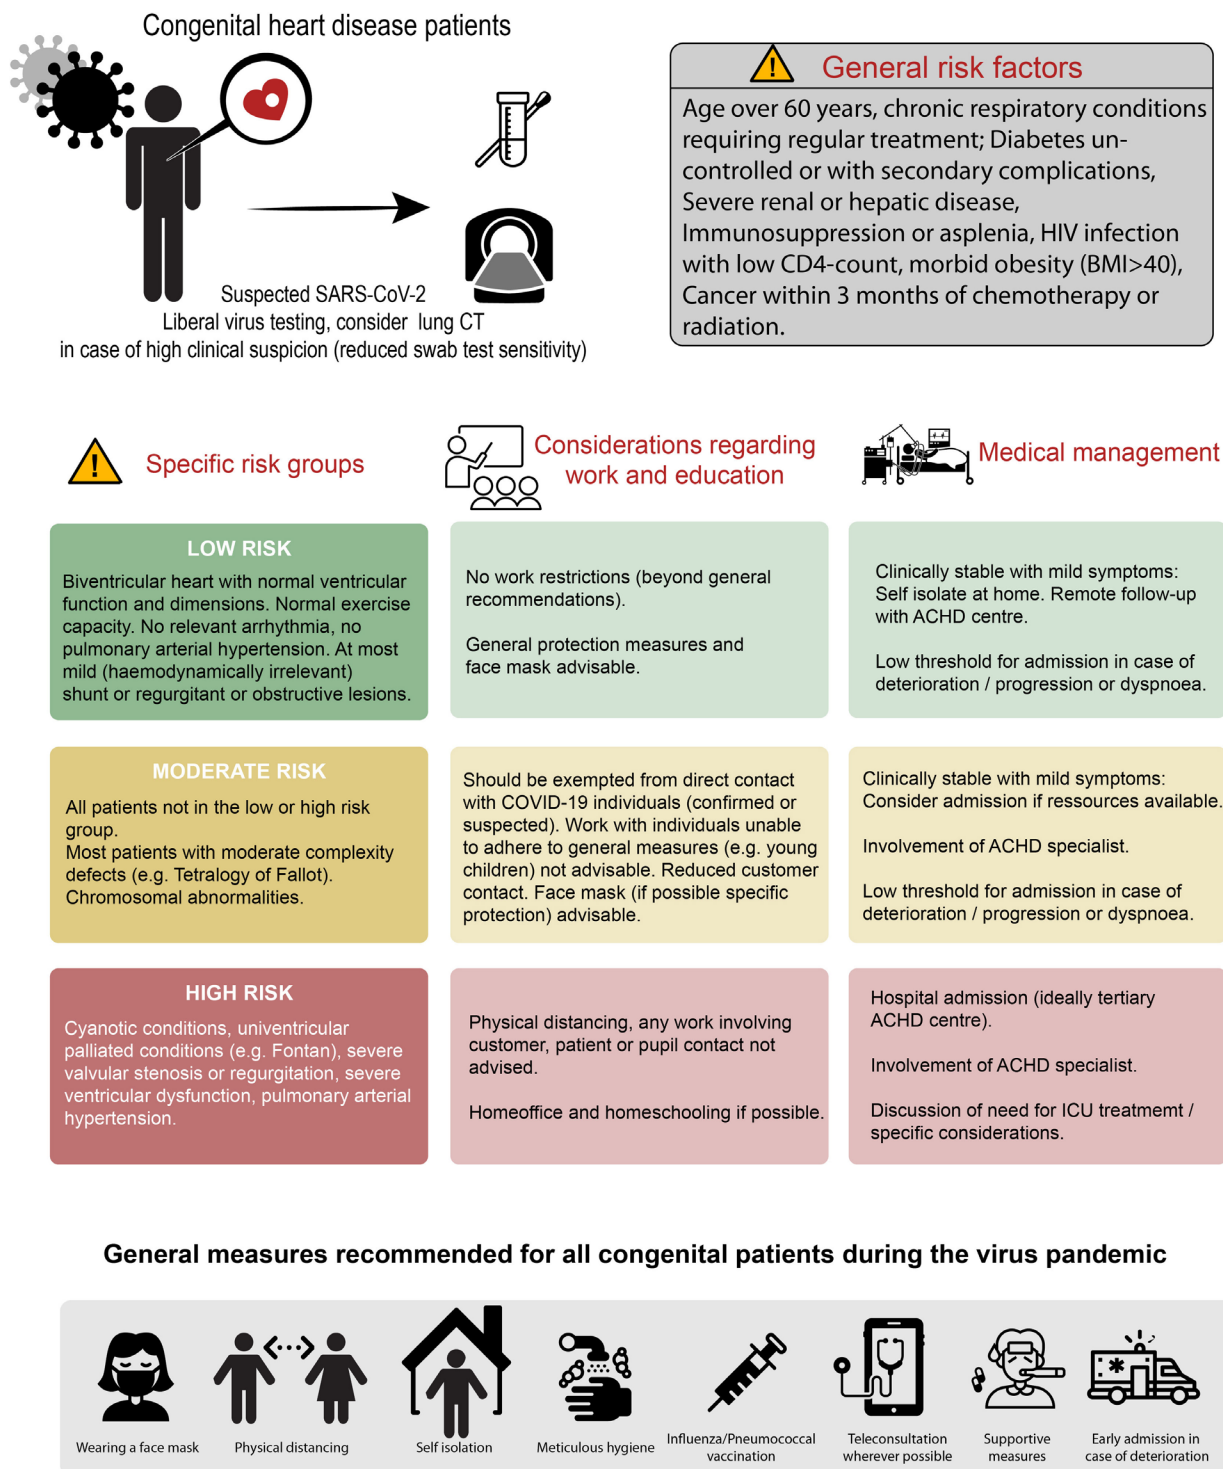 Congenital heart disease patients
Suspected SARS-CoV-2
Liberal virus testing, consider lung CT
in case of high clinical suspicion (reduced swab test sensitivity)
General risk factors
Age over 60 years, chronic respiratory conditions
requiring regular treatment; Diabetes un-
controlled or with secondary complications,
Severe renal or hepatic disease,
Immunosuppression or asplenia, HIV infection
with low CD4-count, morbid obesity (BMI>40),
Cancer within 3 months of chemotherapy or
radiation.
Specific risk groups
Considerations regarding
work and education
Medical management
LOW RISK
Biventricular heart with normal ventricular
function and dimensions. Normal exercise
capacity. No relevant arrhythmia, no
pulmonary arterial hypertension. At most
mild (haemodynamically irrelevant)
shunt or regurgitant or obstructive lesions.
No work restrictions (beyond general
recommendations).
General protection measures and
face mask advisable.
Clinically stable with mild symptoms:
Self isolate at home. Remote follow-up
with ACHD centre.
Low threshold for admission in case of
deterioration / progression or dyspnoea.
MODERATE RISK
All patients not in the low or high risk
group.
Most patients with moderate complexity
defects (e.g. Tetralogy of Fallot).
Chromosomal abnormalities.
Should be exempted from direct contact
with COVID-19 individuals (confirmed or
suspected). Work with individuals unable
to adhere to general measures (e.g. young
children) not advisable. Reduced customer
contact. Face mask (if possible specific
protection) advisable.
Clinically stable with mild symptoms:
Consider admission if ressources available.
Involvement of ACHD specialist.
Low threshold for admission in case of
deterioration / progression or dyspnoea.
HIGH RISK
Cyanotic conditions, univentricular
palliated conditions (e.g. Fontan), severe
valvular stenosis or regurgitation, severe
ventricular dysfunction, pulmonary arterial
hypertension.
Physical distancing, any work involving
customer, patient or pupil contact not
advised.
Homeoffice and homeschooling if possible.
Hospital admission (ideally tertiary
ACHD centre).
Involvement of ACHD specialist.
Discussion of need for ICU treatmemt /
specific considerations.
General measures recommended for all congenital patients during the virus pandemic
Wearing a face mask
Physical distancing
Self isolation
Meticulous hygiene
Influenza/Pneumococcal
vaccination
Teleconsultation
wherever possible
Supportive
measures
Early admission in
case of deterioration